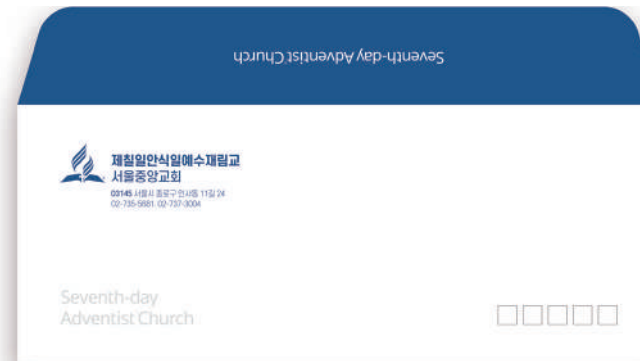 Seventh-day Adventist Church
제칠일안식일예수재림교
서울중앙교회
03145 서울시 종로구 인사동 11길 24
02-735-5681. 02-737-3004
Seventh-day
Adventist Church